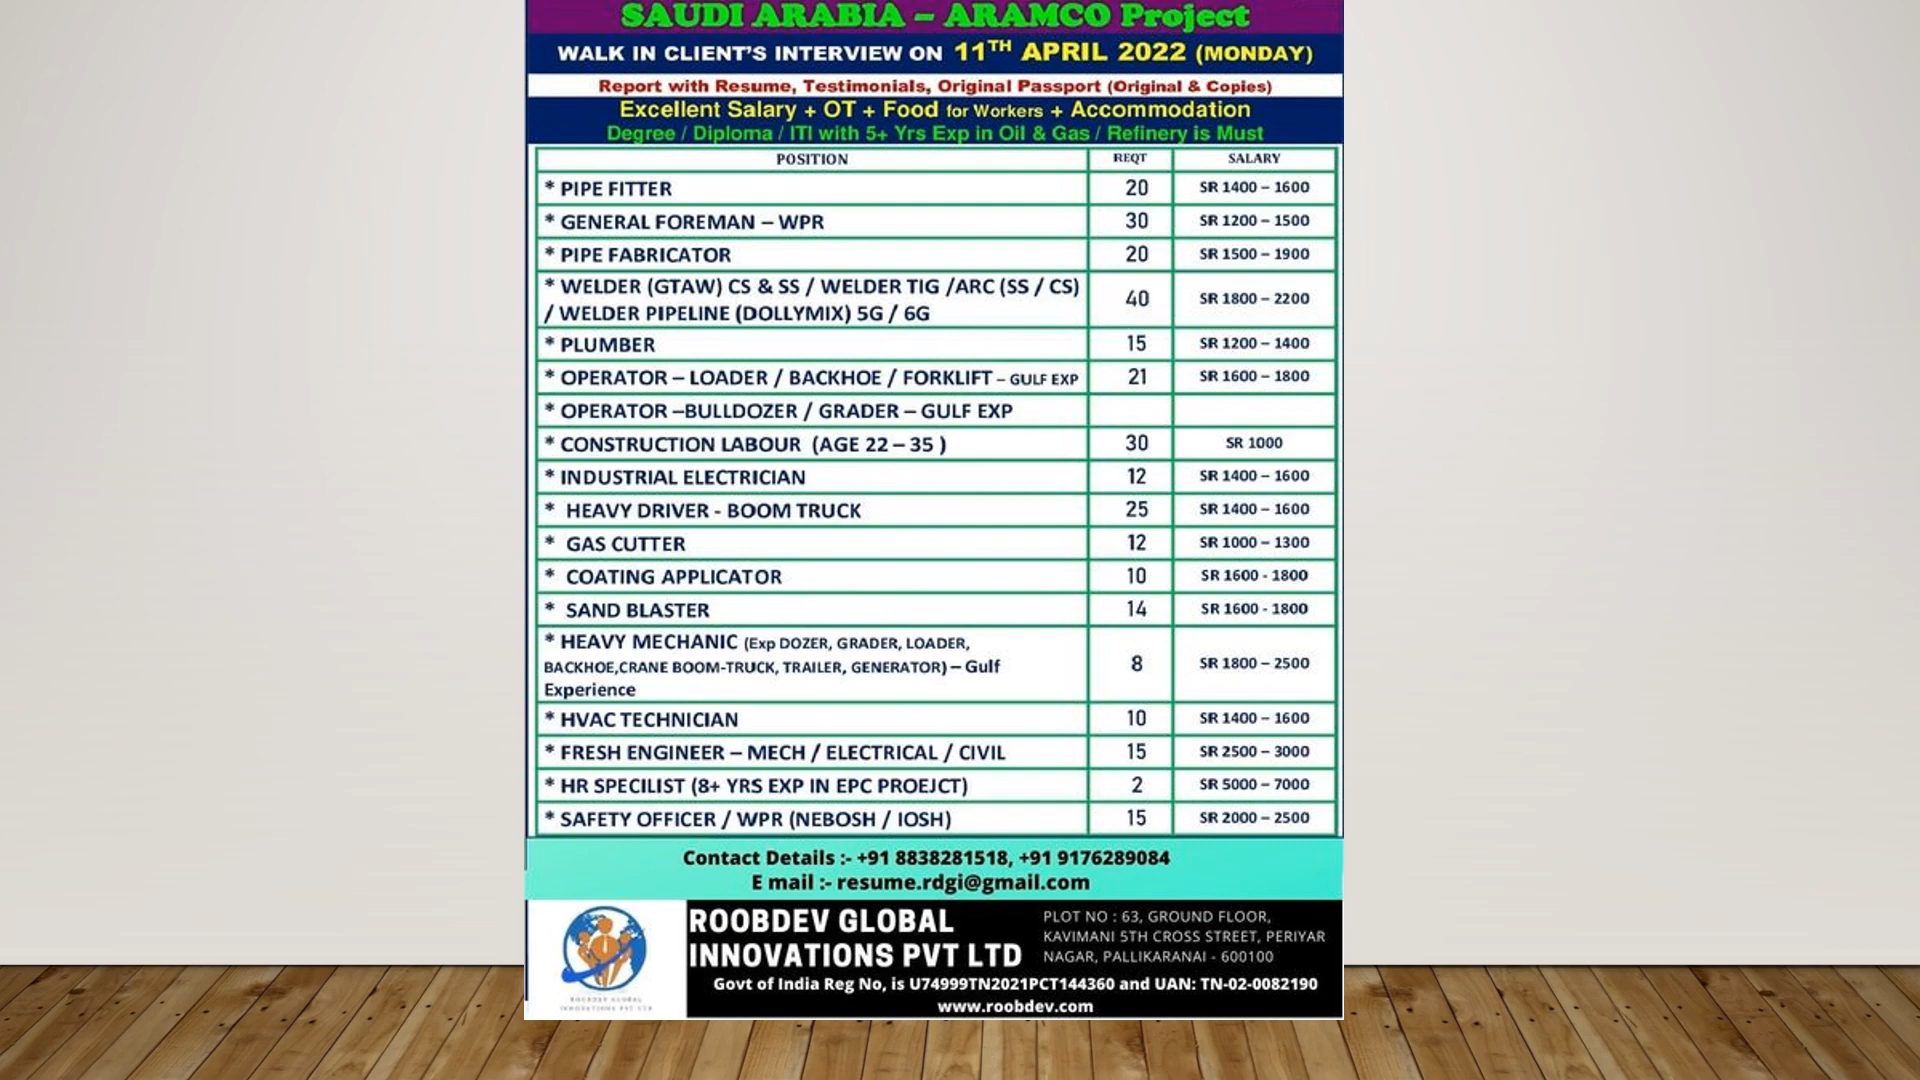 SAUDI ARABIA – ARAMCO Project
WALK IN CLIENT'S INTERVIEW ON 11TH APRIL 2022 (MONDAY)
Report with Resume, Testimonials, Original Passport (Original & Copies)
Excellent Salary + OT + Food for Workers + Accommodation
Degree / Diploma / ITI with 5+ Yrs Exp in Oil & Gas / Refinery is Must
POSITION REQT SALARY
* PIPE FITTER 20 SR 1400 – 1600
* GENERAL FOREMAN – WPR 30 SR 1200 – 1500
* PIPE FABRICATOR 20 SR 1500 – 1900
* WELDER (GTAW) CS & SS / WELDER TIG /ARC (SS / CS)
/ WELDER PIPELINE (DOLLYMIX) 5G / 6G 40 SR 1800 – 2200
* PLUMBER 15 SR 1200 – 1400
* OPERATOR – LOADER / BACKHOE / FORKLIFT – GULF EXP 21 SR 1600 – 1800
* OPERATOR –BULLDOZER / GRADER – GULF EXP
* CONSTRUCTION LABOUR (AGE 22 – 35 ) 30 SR 1000
* INDUSTRIAL ELECTRICIAN 12 SR 1400 – 1600
* HEAVY DRIVER - BOOM TRUCK 25 SR 1400 – 1600
* GAS CUTTER 12 SR 1000 – 1300
* COATING APPLICATOR 10 SR 1600 - 1800
* SAND BLASTER 14 SR 1600 - 1800
* HEAVY MECHANIC (Exp DOZER, GRADER, LOADER,
BACKHOE,CRANE BOOM-TRUCK, TRAILER, GENERATOR) – Gulf
Experience 8 SR 1800 – 2500
* HVAC TECHNICIAN 10 SR 1400 – 1600
* FRESH ENGINEER – MECH / ELECTRICAL / CIVIL 15 SR 2500 – 3000
* HR SPECILIST (8+ YRS EXP IN EPC PROEJCT) 2 SR 5000 – 7000
* SAFETY OFFICER / WPR (NEBOSH / IOSH) 15 SR 2000 – 2500
Contact Details :- +91 8838281518, +91 9176289084
E mail :- resume.rdgi@gmail.com
ROOBDEV GLOBAL
INNOVATIONS PVT LTD
PLOT NO : 63, GROUND FLOOR,
KAVIMANI 5TH CROSS STREET, PERIYAR
NAGAR, PALLIKARANAI - 600100
ROOBDEV GLOBAL
INNOVATIONS PVT LTD
Govt of India Reg No, is U74999TN2021PCT144360 and UAN: TN-02-0082190
www.roobdev.com